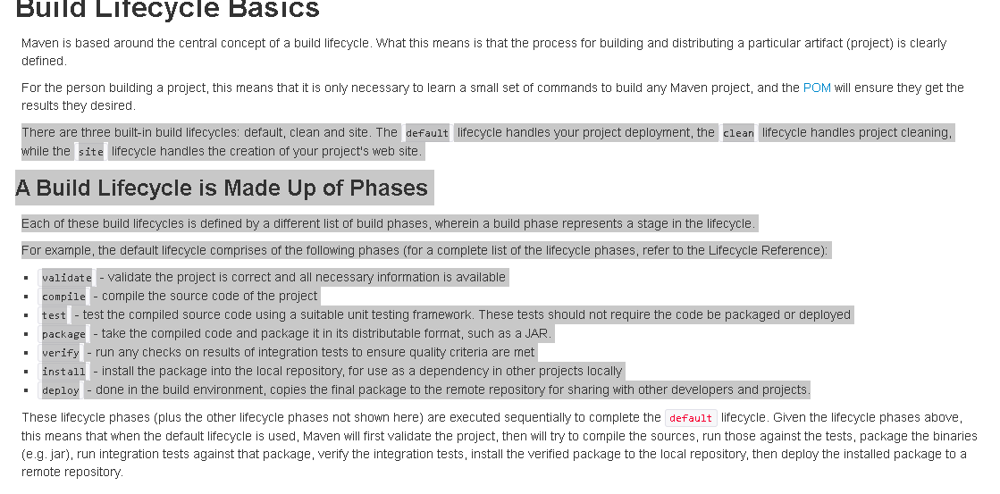 Build Lifecycle Basics
Maven is based around the central concept of a build lifecycle. What this means is that the process for building and distributing a particular artifact (project) is clearly
defined.
For the person building a project, this means that it is only necessary to learn a small set of commands to build any Maven project, and the POM will ensure they get the
results they desired.
There are three built-in build lifecycles: default, clean and site. The default lifecycle handles your project deployment, the clean lifecycle handles project cleaning,
while the site lifecycle handles the creation of your project's web site.
A Build Lifecycle is Made Up of Phases
Each of these build lifecycles is defined by a different list of build phases, wherein a build phase represents a stage in the lifecycle.
For example, the default lifecycle comprises of the following phases (for a complete list of the lifecycle phases, refer to the Lifecycle Reference):
▪ validate - validate the project is correct and all necessary information is available
▪ compile - compile the source code of the project
▪ test - test the compiled source code using a suitable unit testing framework. These tests should not require the code be packaged or deployed
▪ package - take the compiled code and package it in its distributable format, such as a JAR.
▪ verify - run any checks on results of integration tests to ensure quality criteria are met
▪ install - install the package into the local repository, for use as a dependency in other projects locally
▪ deploy - done in the build environment, copies the final package to the remote repository for sharing with other developers and projects.
These lifecycle phases (plus the other lifecycle phases not shown here) are executed sequentially to complete the default lifecycle. Given the lifecycle phases above,
this means that when the default lifecycle is used, Maven will first validate the project, then will try to compile the sources, run those against the tests, package the binaries
(e.g. jar), run integration tests against that package, verify the integration tests, install the verified package to the local repository, then deploy the installed package to a
remote repository.